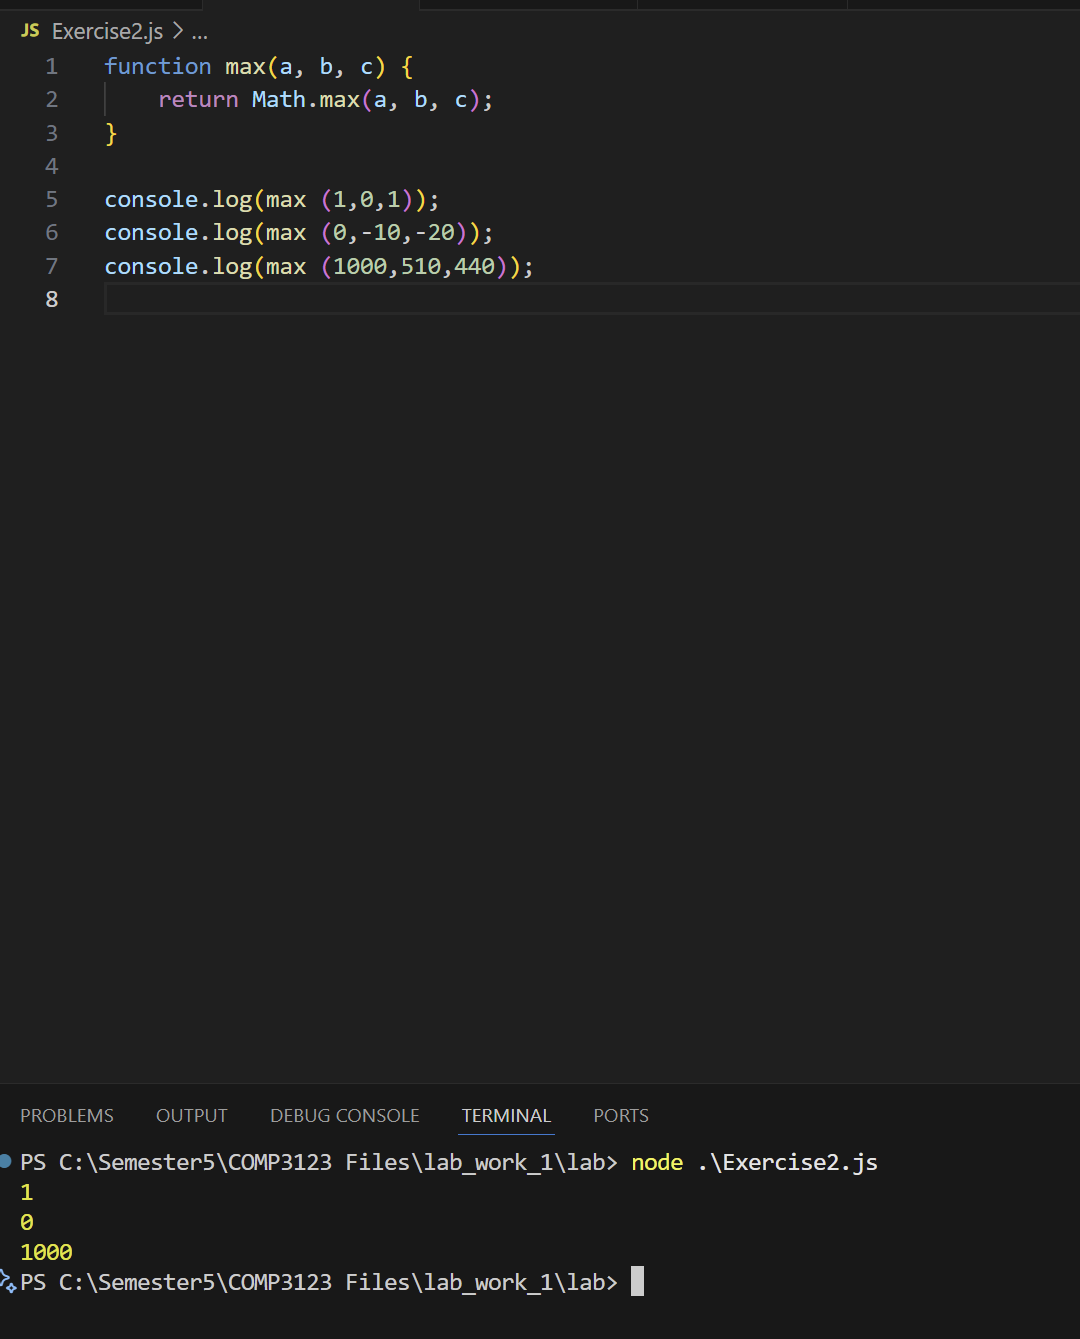 JS Exercise2.js > ...
1 function max(a, b, c) {
2     return Math.max(a, b, c);
3 }
4
5 console.log(max (1,0,1));
6 console.log(max (0,-10,-20));
7 console.log(max (1000,510,440));
8
PROBLEMS OUTPUT DEBUG CONSOLE TERMINAL PORTS
PS C:\Semester5\COMP3123 Files\lab_work_1\lab> node .\Exercise2.js
1
0
1000
PS C:\Semester5\COMP3123 Files\lab_work_1\lab>